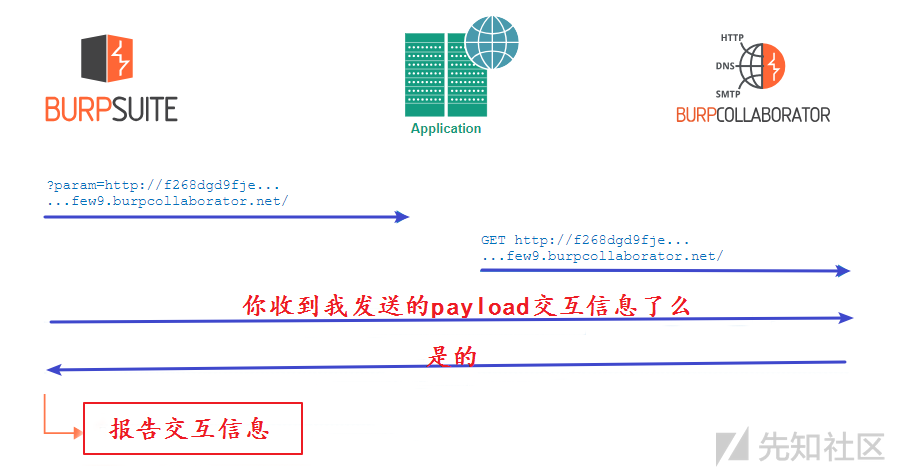 BURPSUITE
Application
HTTP
DNS
SMTP
BURPCOLLABORATOR
?param=http://f268dgd9fje...
...few9.burpcollaborator.net/
GET http://f268dgd9fje...
...few9.burpcollaborator.net/
你收到我发送的payload交互信息了么
是的
报告交互信息
先知社区